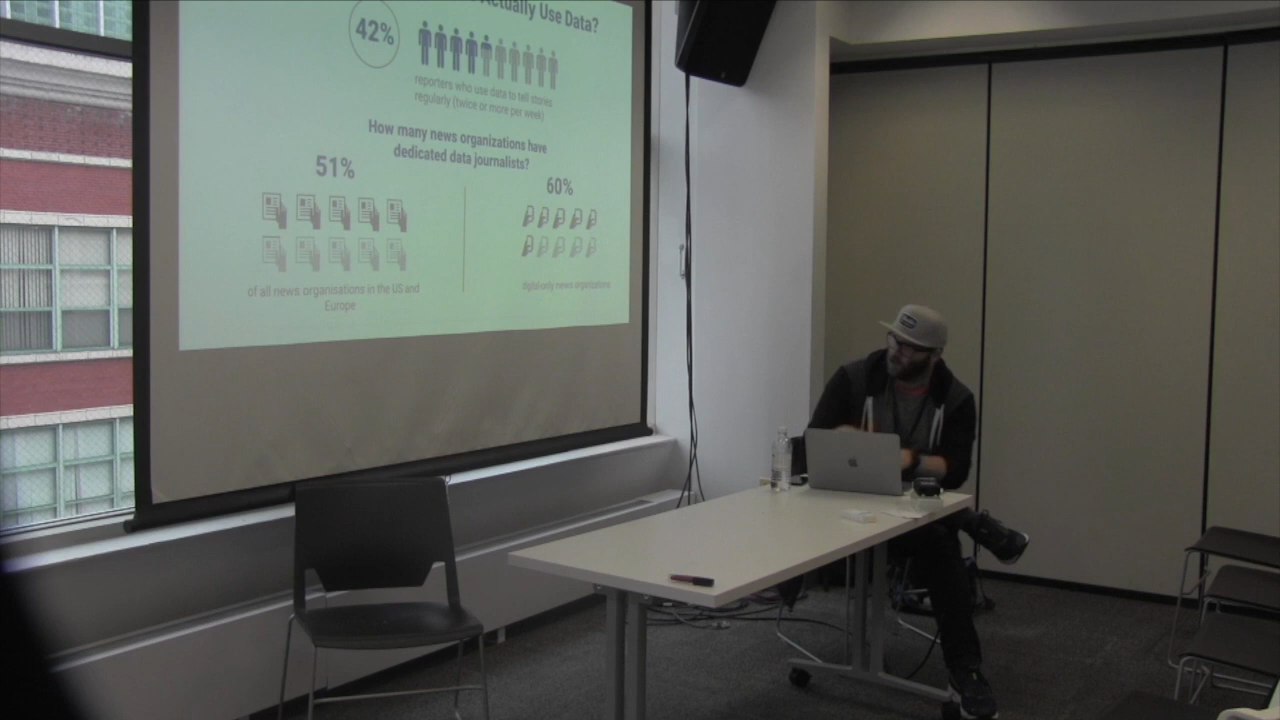 Actually Use Data?
42%
reporters who use data to tell stories
regularly (twice or more per week)
How many news organizations have
dedicated data journalists?
51%
60%
of all news organisations in the US and
Europe
digital-only news organizations